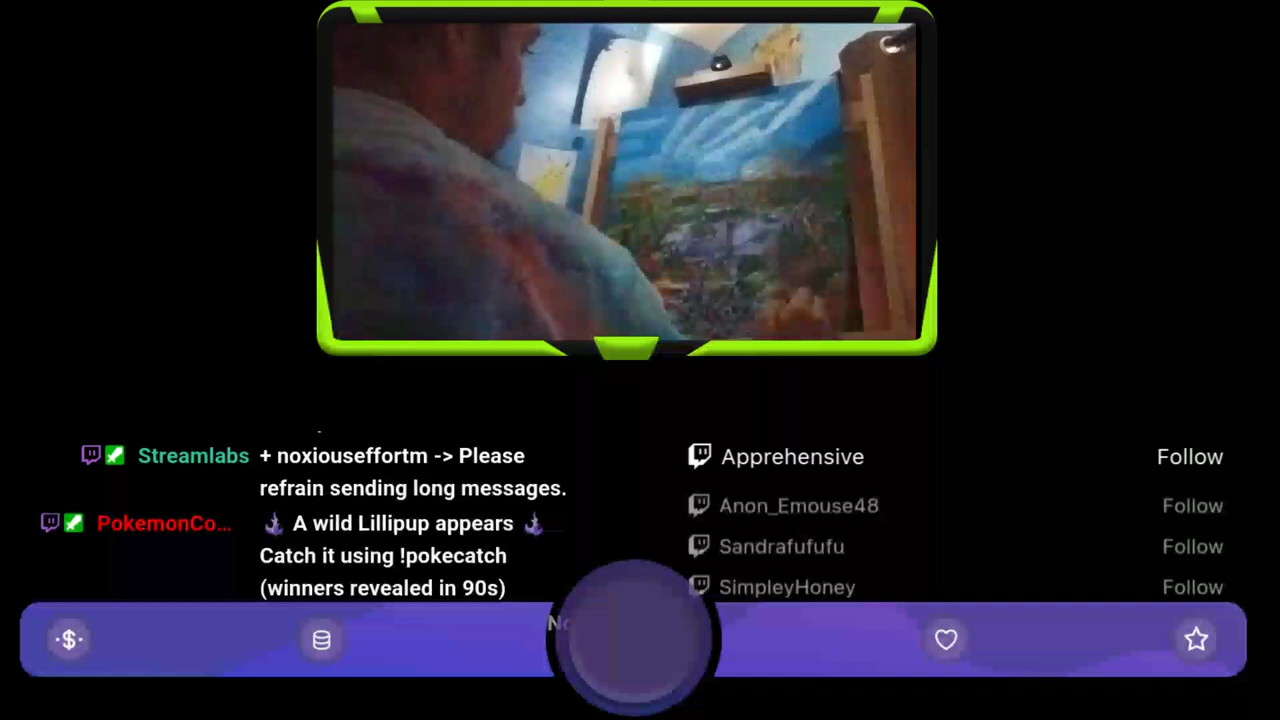 Streamlabs + noxiouseffortm -> Please
refrain sending long messages.
PokemonCo... A wild Lillipup appears
Catch it using !pokecatch
(winners revealed in 90s)
Apprehensive Follow
Anon_Emouse48 Follow
Sandrafufufu Follow
SimpleyHoney Follow